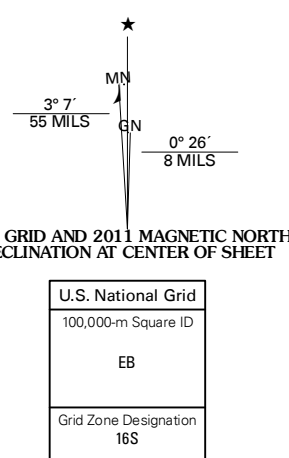 ★
MN
GN
3° 7´
55 MILS
0° 26´
8 MILS
GRID AND 2011 MAGNETIC NORTH
CLINATION AT CENTER OF SHEET
U.S. National Grid
100,000-m Square ID
EB
Grid Zone Designation
16S